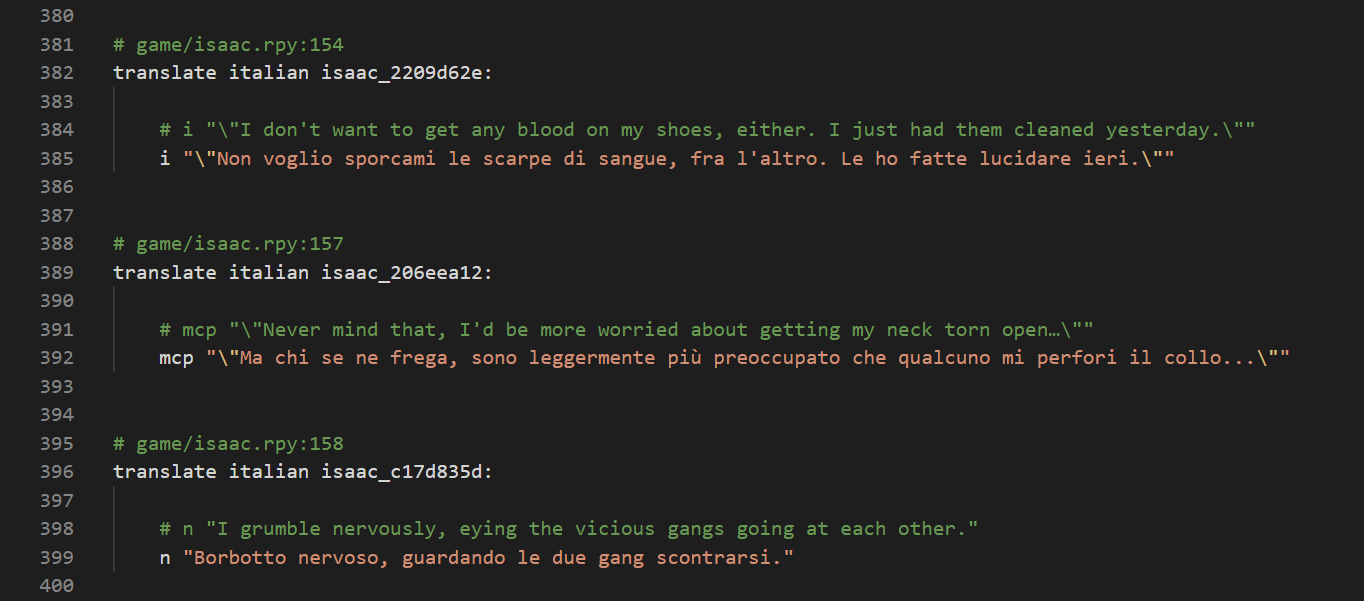 380
381 # game/isaac.rpy:154
382 translate italian isaac_2209d62e:
383
384 # i "\"I don't want to get any blood on my shoes, either. I just had them cleaned yesterday.\""
385 i "\"Non voglio sporcami le scarpe di sangue, fra l'altro. Le ho fatte lucidare ieri.\""
386
387
388 # game/isaac.rpy:157
389 translate italian isaac_206eea12:
390
391 # mcp "\"Never mind that, I'd be more worried about getting my neck torn open…\""
392 mcp "\"Ma chi se ne frega, sono leggermente più preoccupato che qualcuno mi perfori il collo...\""
393
394
395 # game/isaac.rpy:158
396 translate italian isaac_c17d835d:
397
398 # n "I grumble nervously, eying the vicious gangs going at each other."
399 n "Borbotto nervoso, guardando le due gang scontrarsi."
400